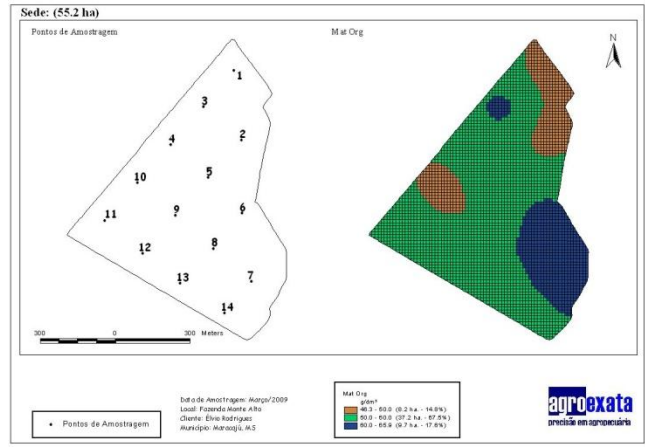 Sede: (55.2 ha)
Pontos de Amostragem
Mat Org
N
1
3
2
4
5
10
9
6
11
12
8
13
7
14
300 0 300 Meters
Pontos de Amostragem
Data de Amostragem: Março/2009
Local: Fazenda Monte Alto
Cliente: Élvio Rodrigues
Município: Maracajú, MS
Mat Org
g/dm³
46.3 - 50.0 (8.2 ha. - 14.8%)
50.0 - 60.0 (37.2 ha. - 67.5%)
60.0 - 65.9 (9.7 ha. - 17.6%)
agroexata
precisão em agropecuária